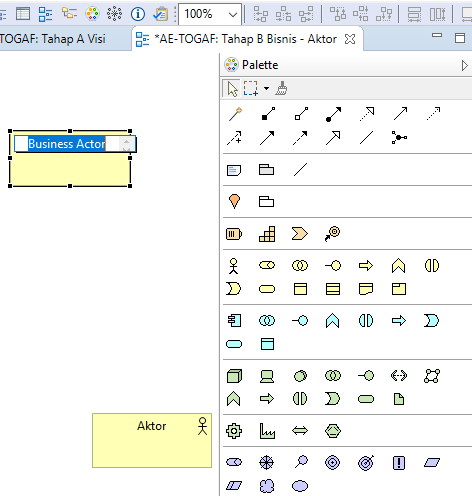 100%
-TOGAF: Tahap A Visi
*AE-TOGAF: Tahap B Bisnis - Aktor
Palette
Business Actor
Aktor